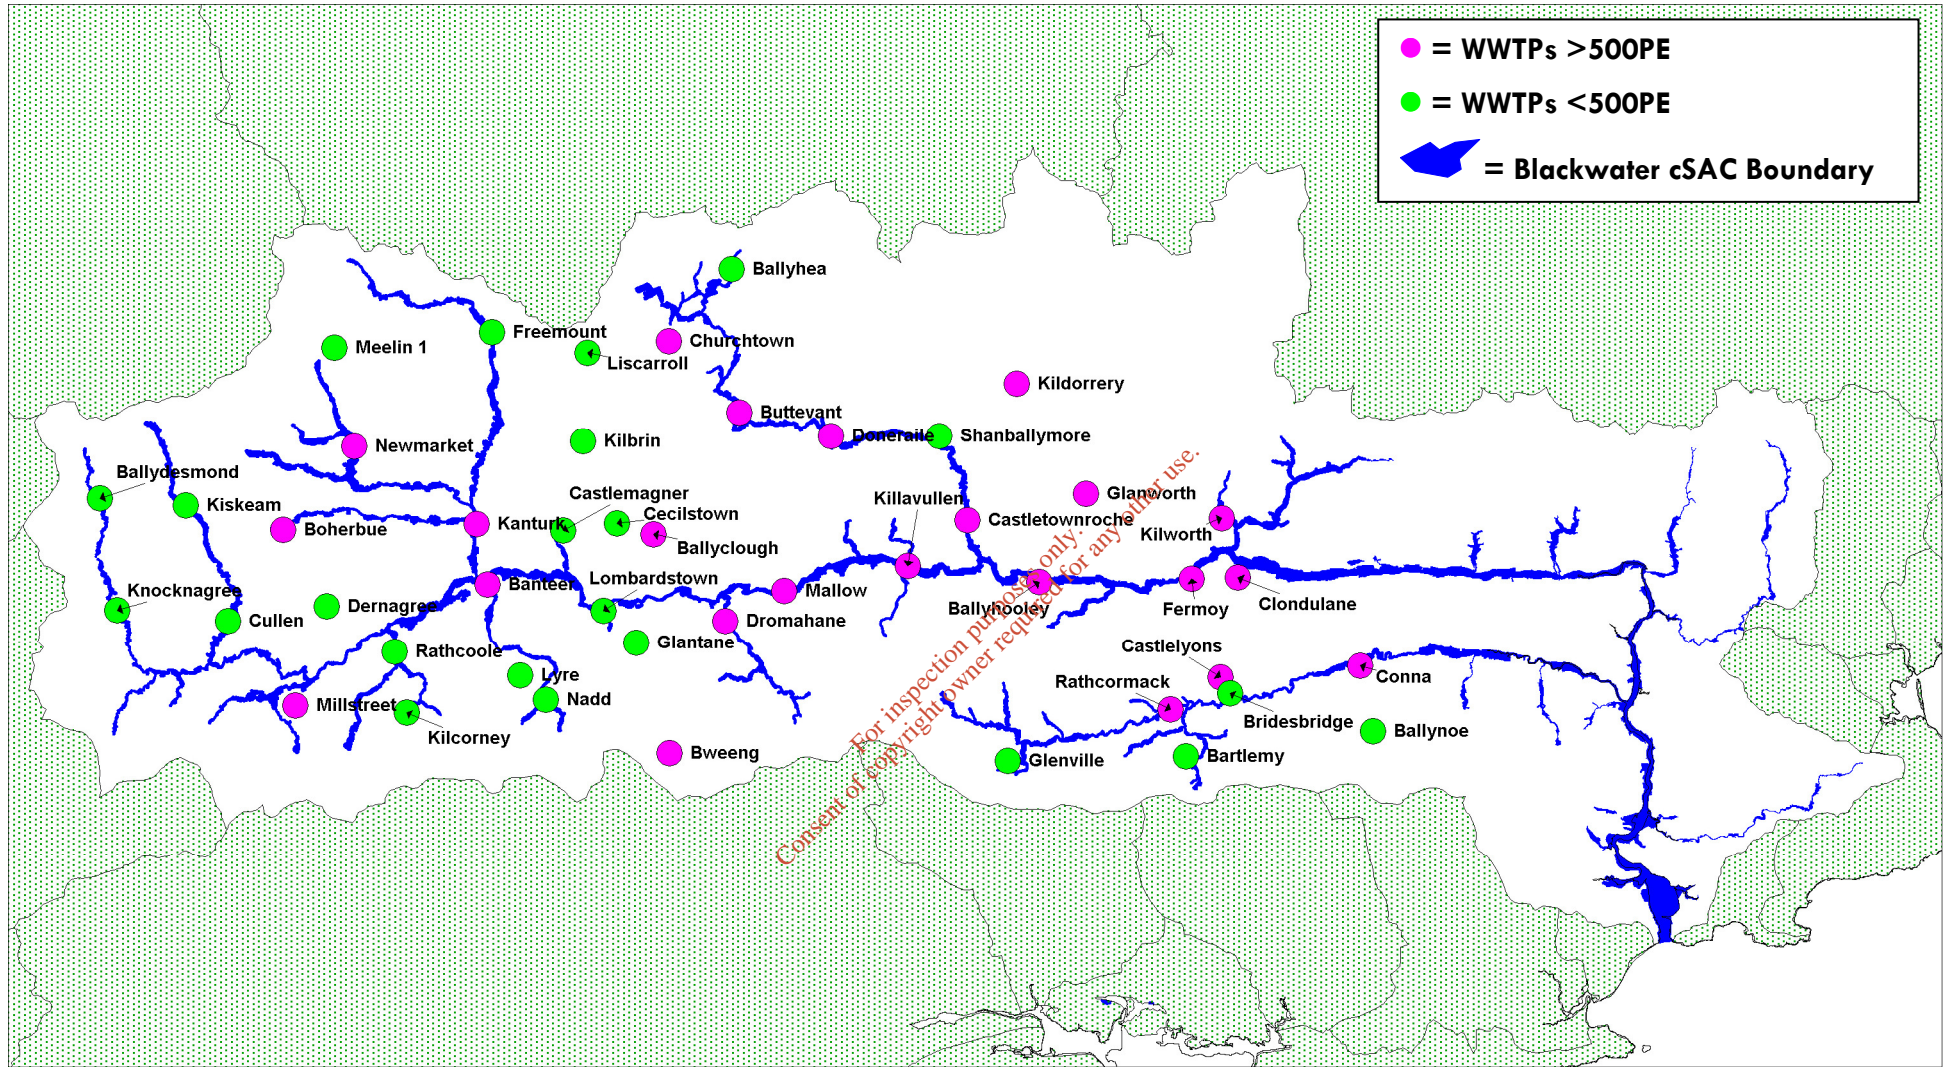 = WWTPs >500PE
= WWTPs <500PE
= Blackwater cSAC Boundary
Ballyhea
Freemount
Churchtown
Meelin 1
Liscarroll
Kildorrery
Buttevant
Doneraile
Shanballymore
Newmarket
Kilbrin
Ballydesmond
Kiskeam
Castlemagner
Killavullen
Glanworth
Cecilstown
Boherbue
Kanturk
Castletownroche
Kilworth
Ballyclough
Knocknagree
Banteer
Lombardstown
Mallow
Ballyhooley
Fermoy
Clondulane
Cullen
Dernagree
Dromahane
Glantane
Rathcoole
Castlelyons
Lyre
Rathcormack
Conna
Millstreet
Nadd
Bridesbridge
Ballynoe
Kilcorney
Bweeng
Glenville
Bartlemy
For inspection purposes only.
Consent of copyright owner required for any other use.